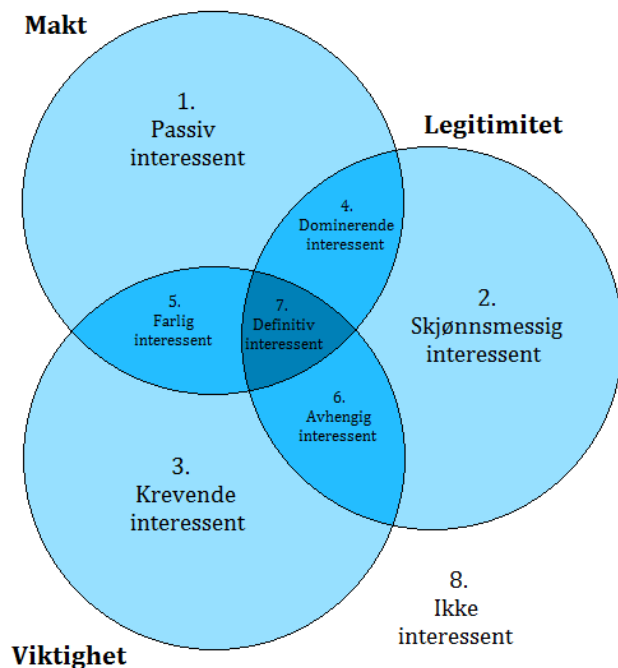 Makt
1.
Passiv
interessent
Legitimitet
4.
Dominerende
interessent
2.
Skjønnsmessig
interessent
5.
Farlig
interessent
7.
Definitiv
interessent
6.
Avhengig
interessent
3.
Krevende
interessent
8.
Ikke
interessent
Viktighet